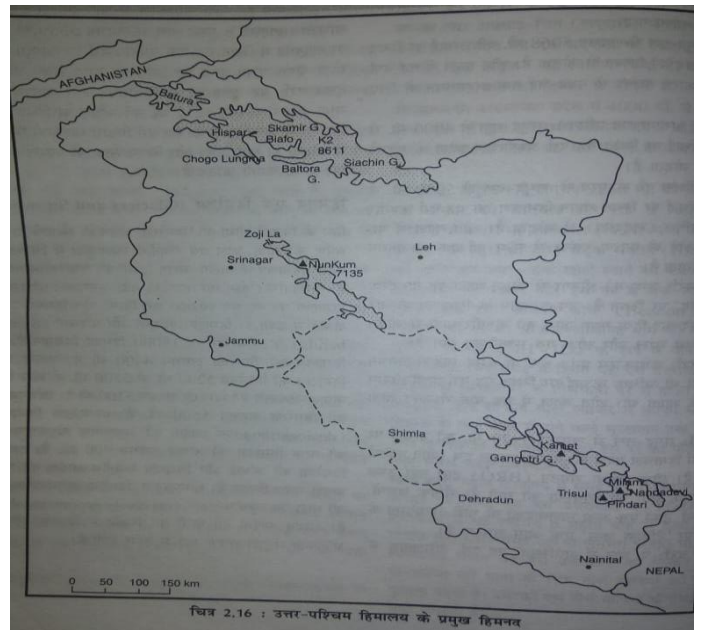 AFGHANISTAN
Batura
Skamir G.
Hispar
Biafo
K2
8611
Chogo Lungma
Siachin G.
Baltora
G.
Zoji La
Leh
Srinagar
NunKum
7135
Jammu
Shimla
Kamet
Gangotri G.
Milam
Trisul
Nandadevi
Pindari
Dehradun
Nainital
NEPAL
0 50 100 150 km
चित्र 2.16 : उत्तर-पश्चिम हिमालय के प्रमुख हिमनद